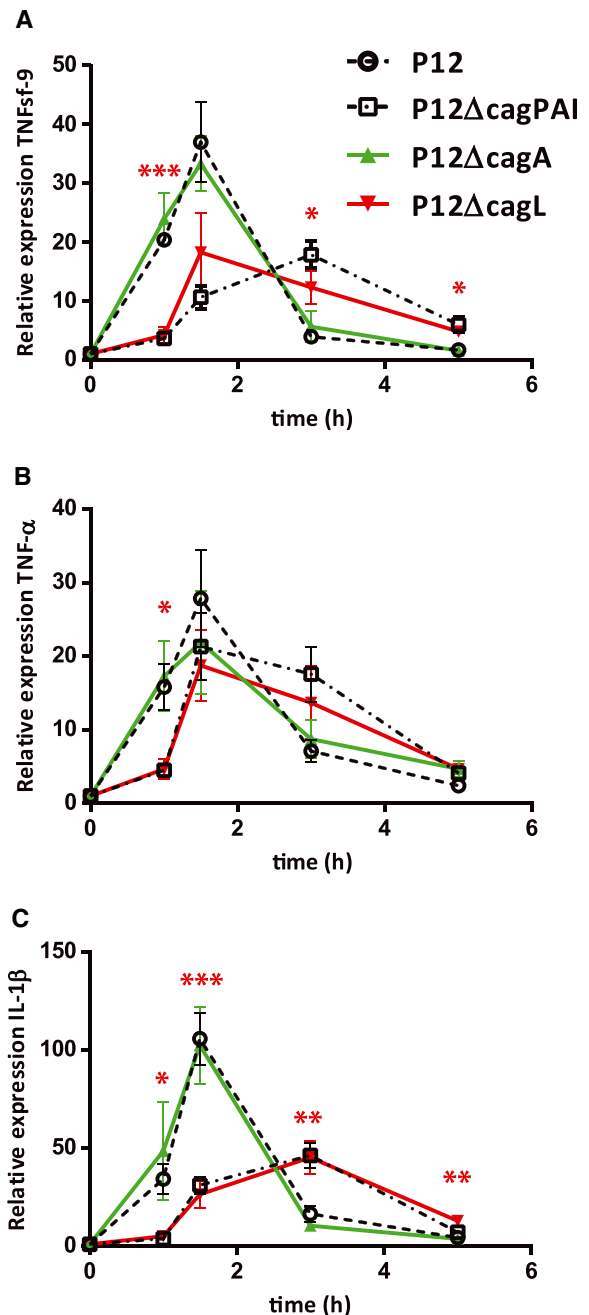 A
Relative expression TNFsf-9
50
40
30
20
10
0
0
2
4
6
time (h)
***
*
*
P12
P12ΔcagPAI
P12ΔcagA
P12ΔcagL
B
Relative expression TNF-α
40
30
20
10
0
0
2
4
6
time (h)
*
C
Relative expression IL-1β
150
100
50
0
0
2
4
6
time (h)
*
***
**
**